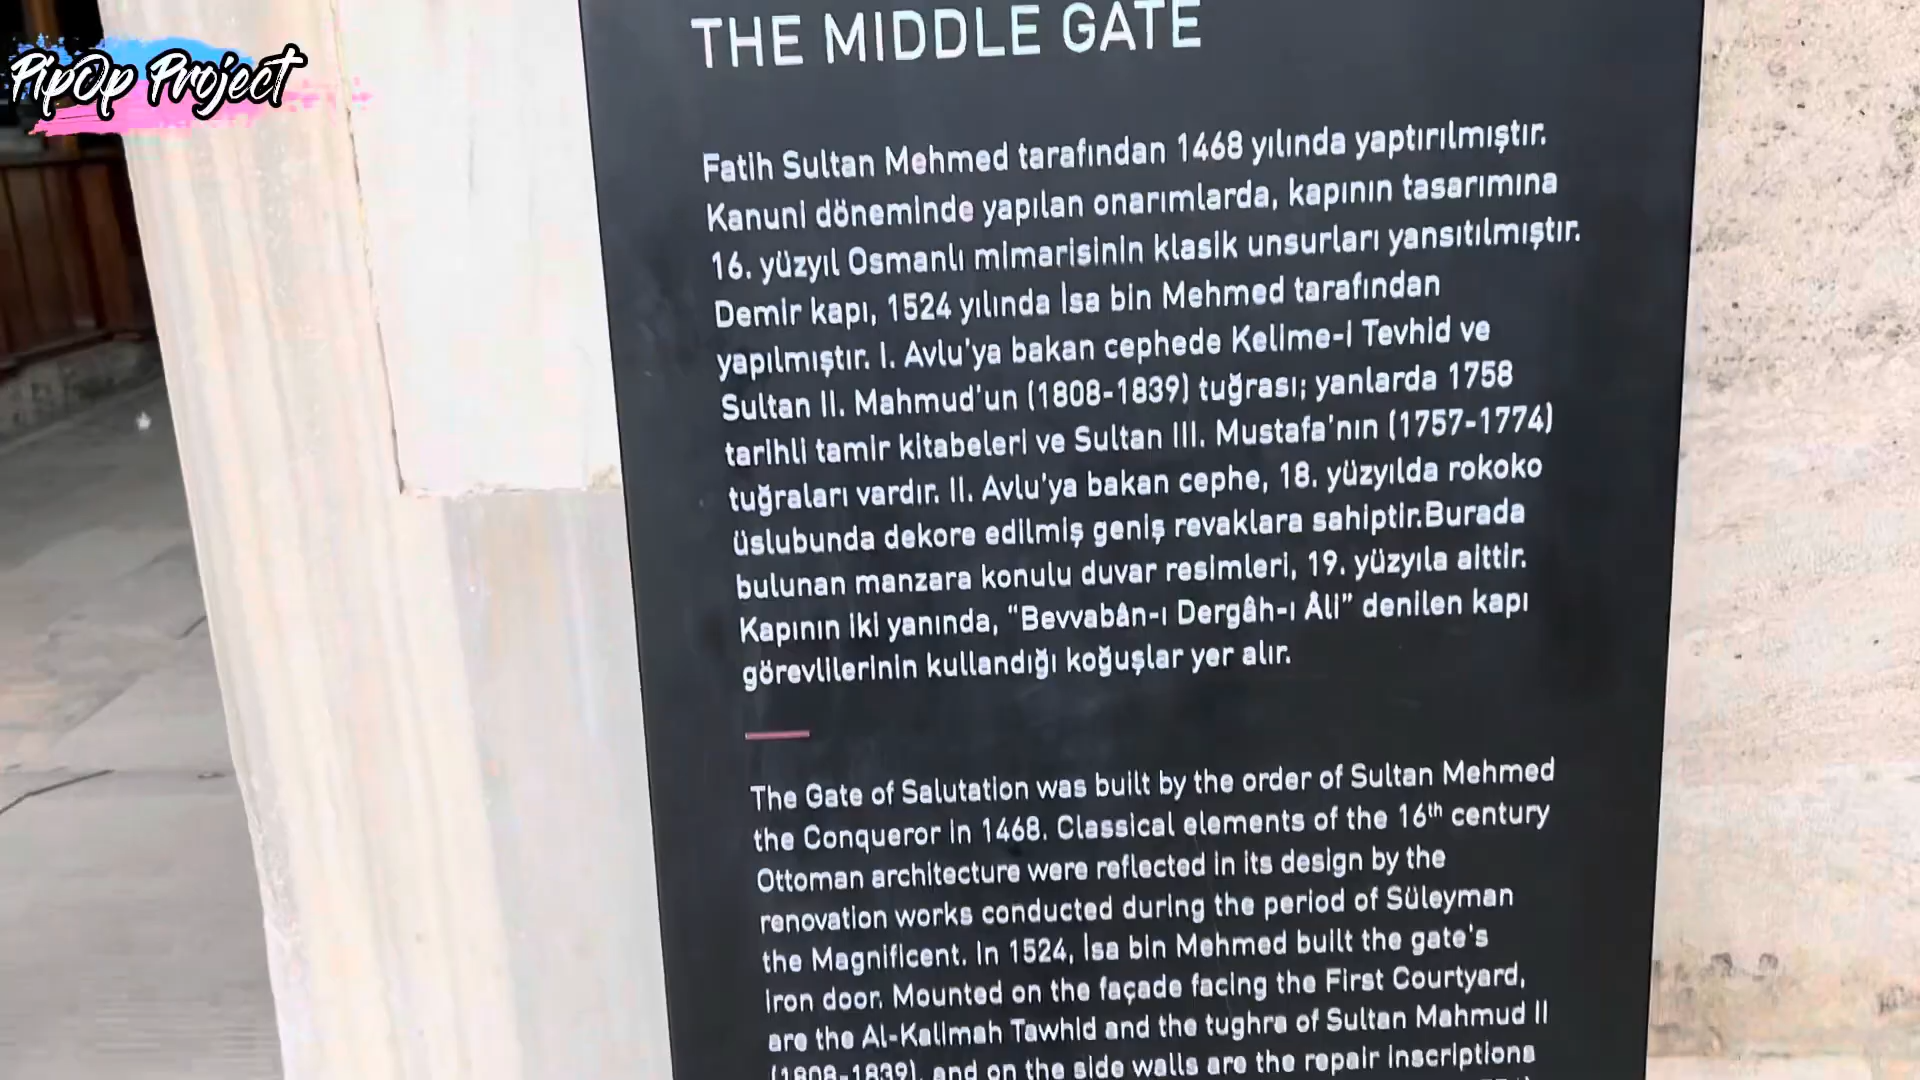 PipOp Project
THE MIDDLE GATE
Fatih Sultan Mehmed tarafından 1468 yılında yaptırılmıştır.
Kanuni döneminde yapılan onarımlarda, kapının tasarımına
16. yüzyıl Osmanlı mimarisinin klasik unsurları yansıtılmıştır.
Demir kapı, 1524 yılında İsa bin Mehmed tarafından
yapılmıştır. I. Avlu'ya bakan cephede Kelime-i Tevhid ve
Sultan II. Mahmud'un (1808-1839) tuğrası; yanlarda 1758
tarihli tamir kitabeleri ve Sultan III. Mustafa'nın (1757-1774)
tuğraları vardır. II. Avlu'ya bakan cephe, 18. yüzyılda rokoko
üslubunda dekore edilmiş geniş revaklara sahiptir.Burada
bulunan manzara konulu duvar resimleri, 19. yüzyıla aittir.
Kapının iki yanında, "Bevvabân-ı Dergâh-ı Âli" denilen kapı
görevlilerinin kullandığı koğuşlar yer alır.
The Gate of Salutation was built by the order of Sultan Mehmed
the Conqueror in 1468. Classical elements of the 16th century
Ottoman architecture were reflected in its design by the
renovation works conducted during the period of Süleyman
the Magnificent. In 1524, İsa bin Mehmed built the gate's
iron door. Mounted on the façade facing the First Courtyard,
are the Al-Kalimah Tawhid and the tughra of Sultan Mahmud II
(1808-1839), and on the side walls are the repair inscriptions